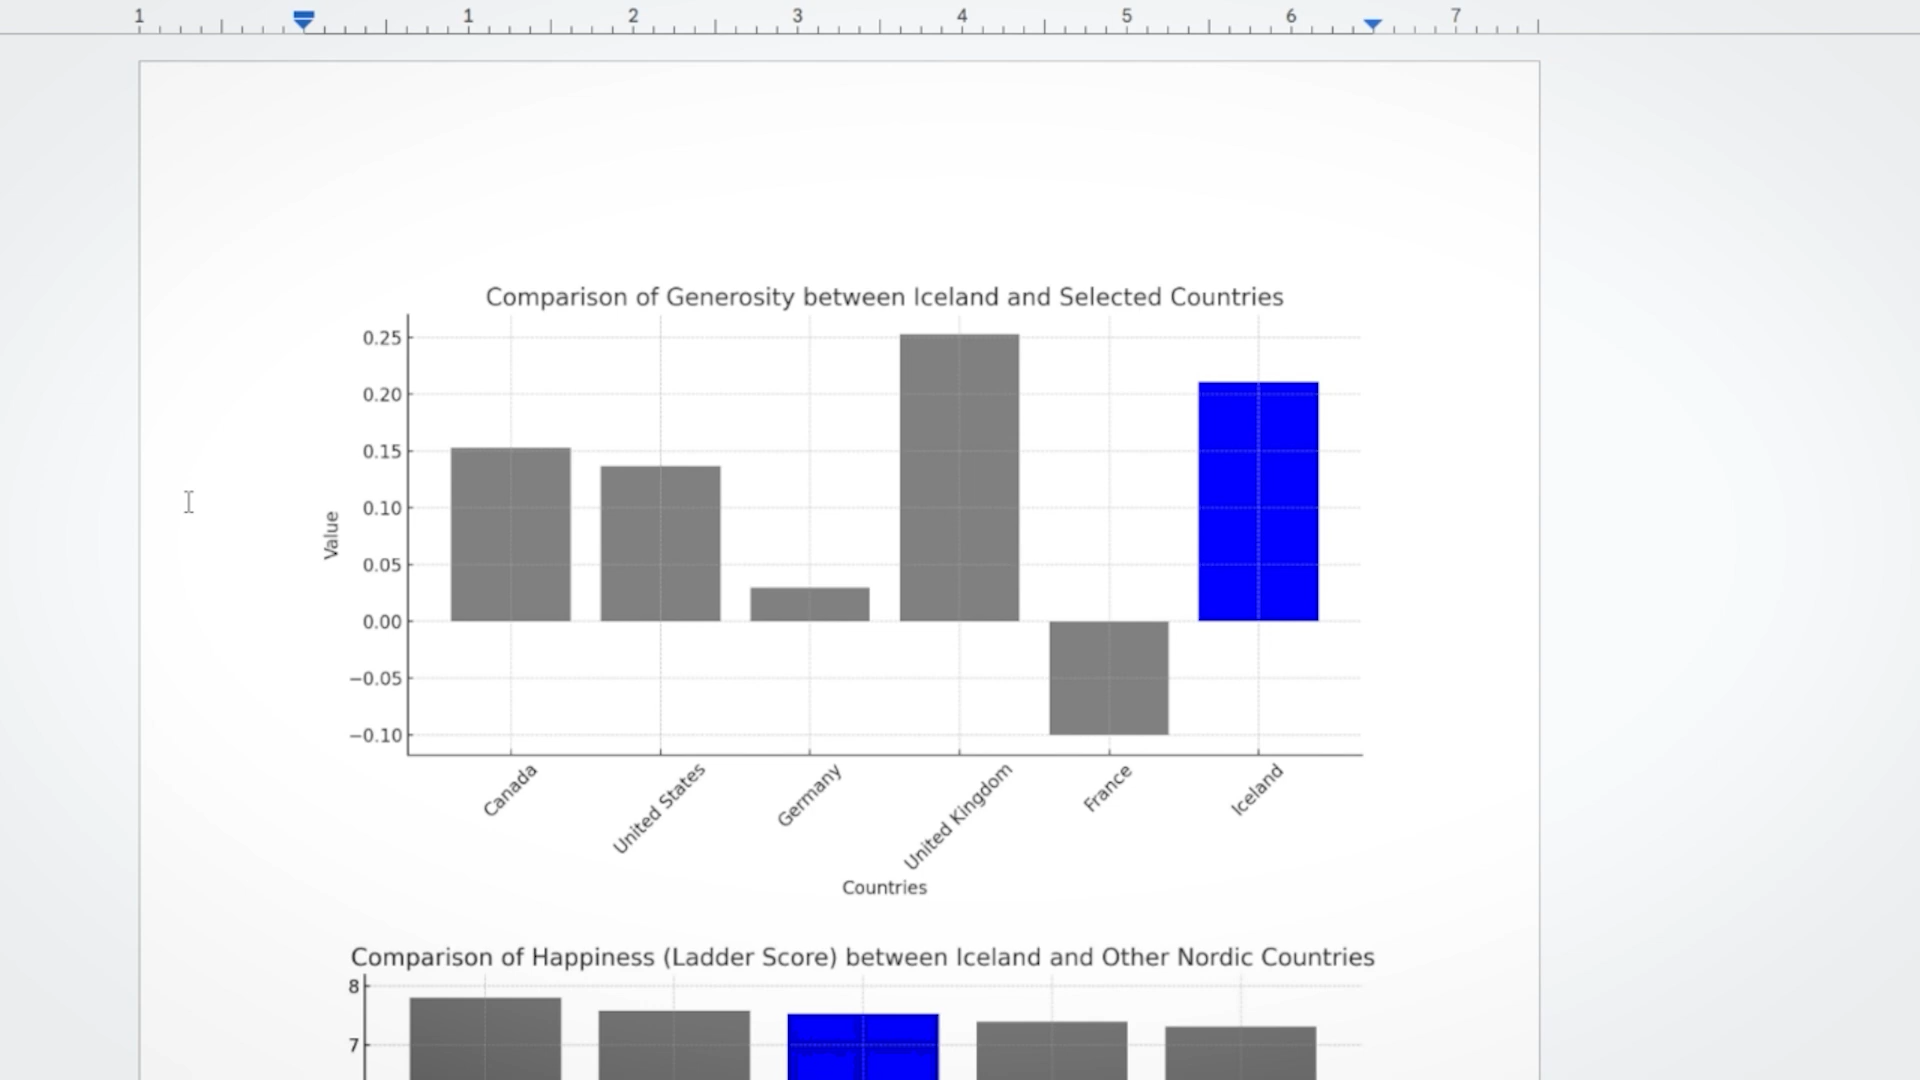 1 1 2 3 4 5 6 7
Comparison of Generosity between Iceland and Selected Countries
0.25
0.20
0.15
0.10
0.05
0.00
−0.05
−0.10
Value
Canada
United States
Germany
United Kingdom
France
Iceland
Countries
Comparison of Happiness (Ladder Score) between Iceland and Other Nordic Countries
8
7